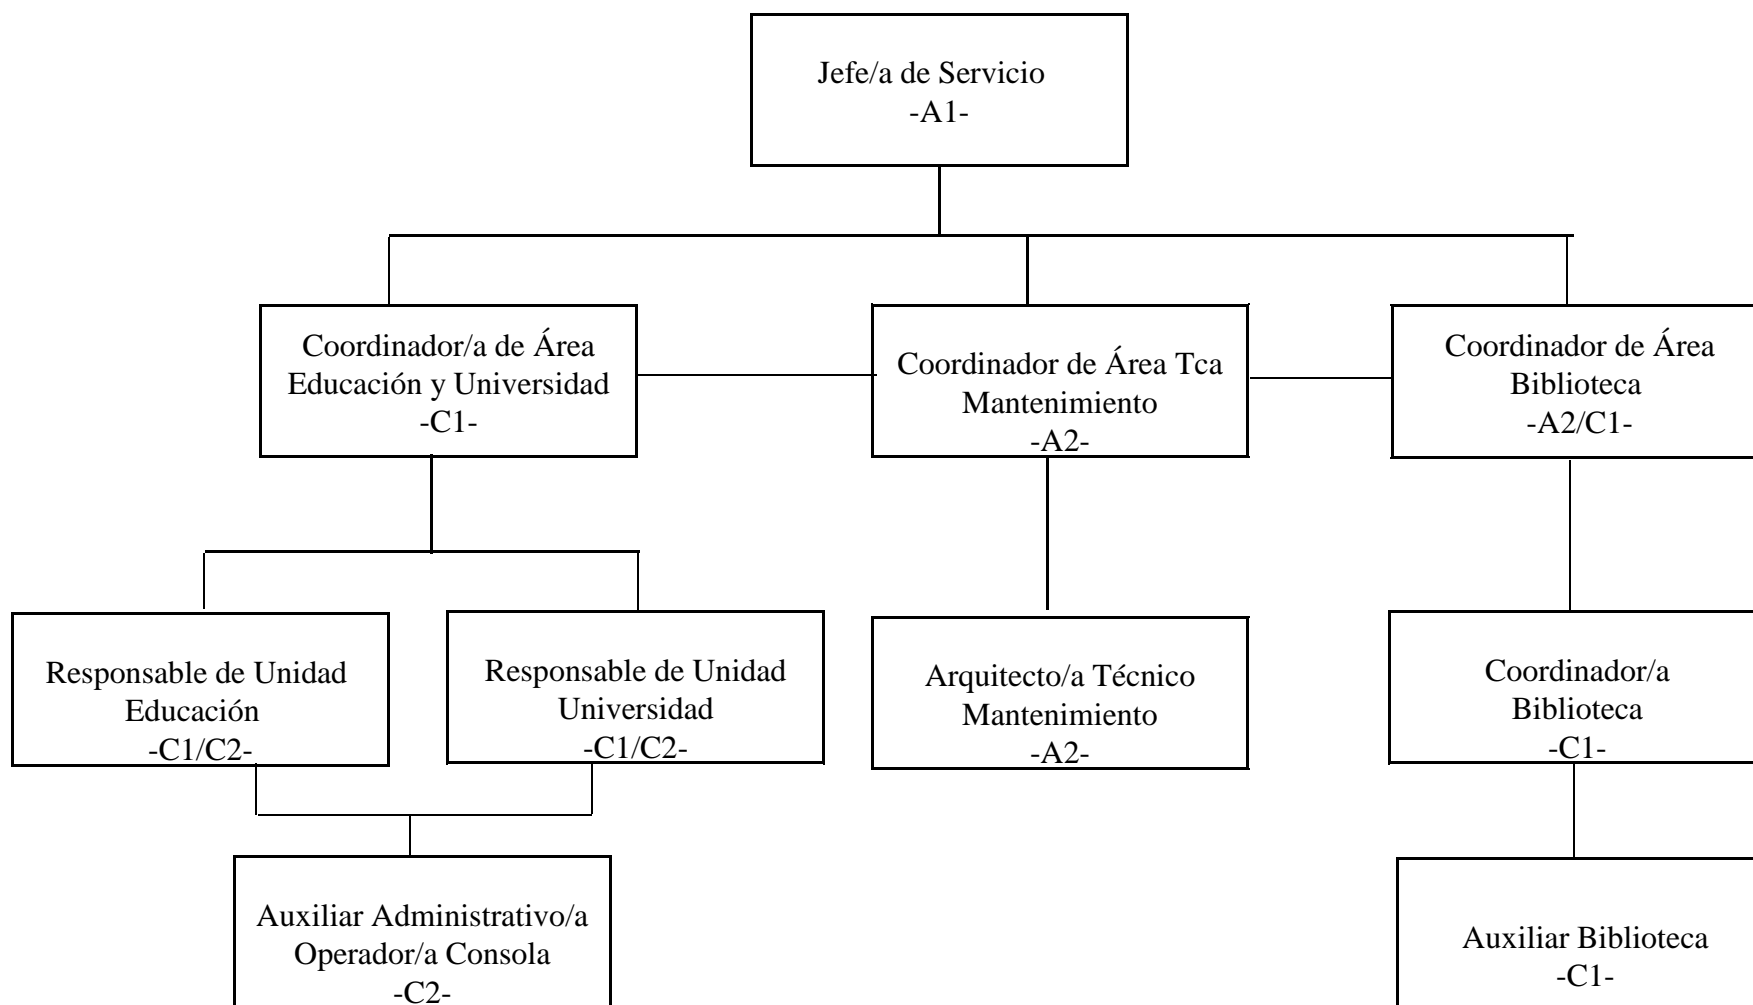 Jefe/a de Servicio
-A1-
Coordinador/a de Área
Educación y Universidad
-C1-
Coordinador de Área Tca
Mantenimiento
-A2-
Coordinador de Área
Biblioteca
-A2/C1-
Responsable de Unidad
Educación
-C1/C2-
Responsable de Unidad
Universidad
-C1/C2-
Arquitecto/a Técnico
Mantenimiento
-A2-
Coordinador/a
Biblioteca
-C1-
Auxiliar Administrativo/a
Operador/a Consola
-C2-
Auxiliar Biblioteca
-C1-